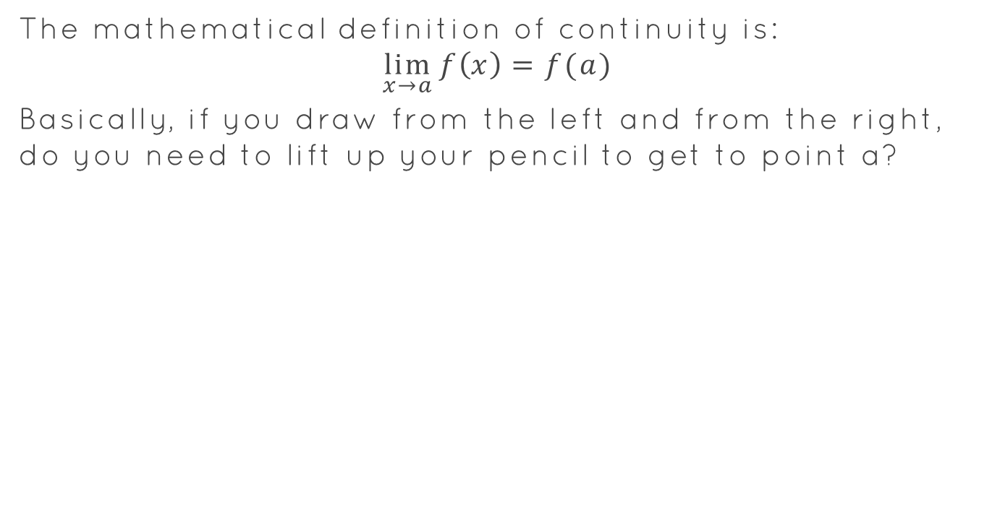 The mathematical definition of continuity is:
lim f(x) = f(a)
x→a
Basically, if you draw from the left and from the right,
do you need to lift up your pencil to get to point a?